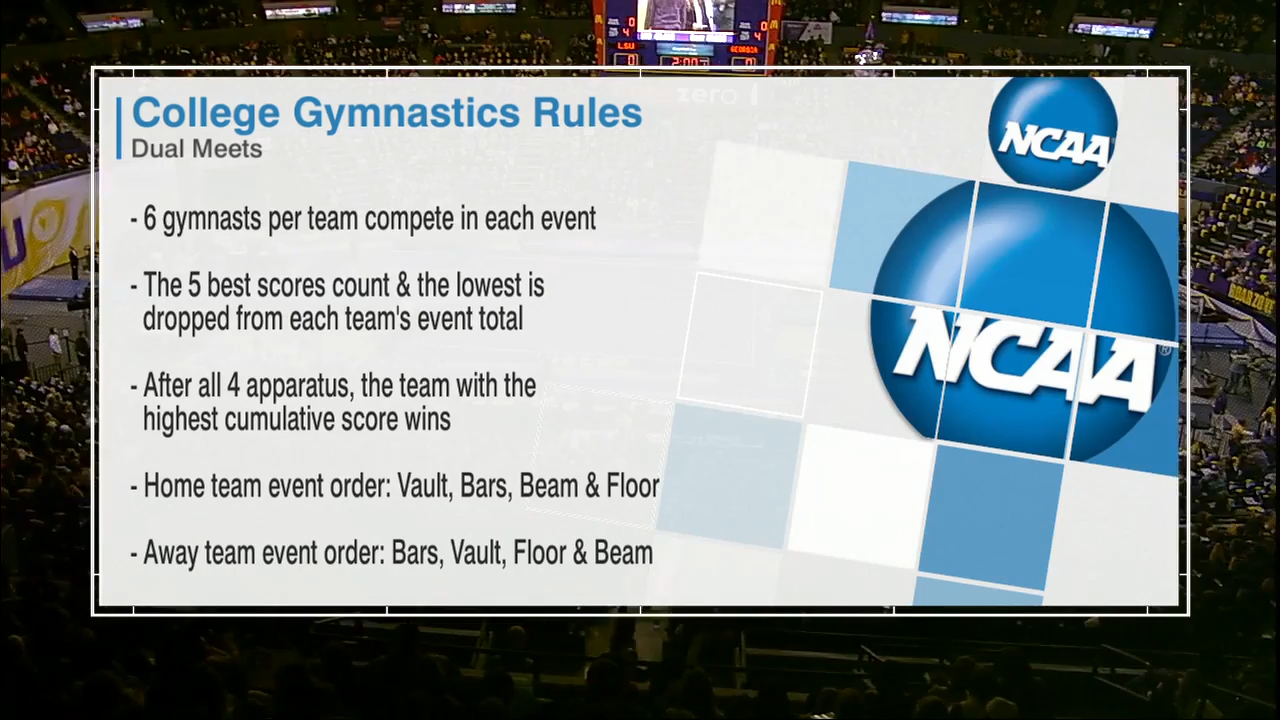 LSU
GEORGIA
2:00
zero
College Gymnastics Rules
Dual Meets
NCAA
- 6 gymnasts per team compete in each event
- The 5 best scores count & the lowest is
dropped from each team's event total
- After all 4 apparatus, the team with the
highest cumulative score wins
NCAA®
- Home team event order: Vault, Bars, Beam & Floor
- Away team event order: Bars, Vault, Floor & Beam